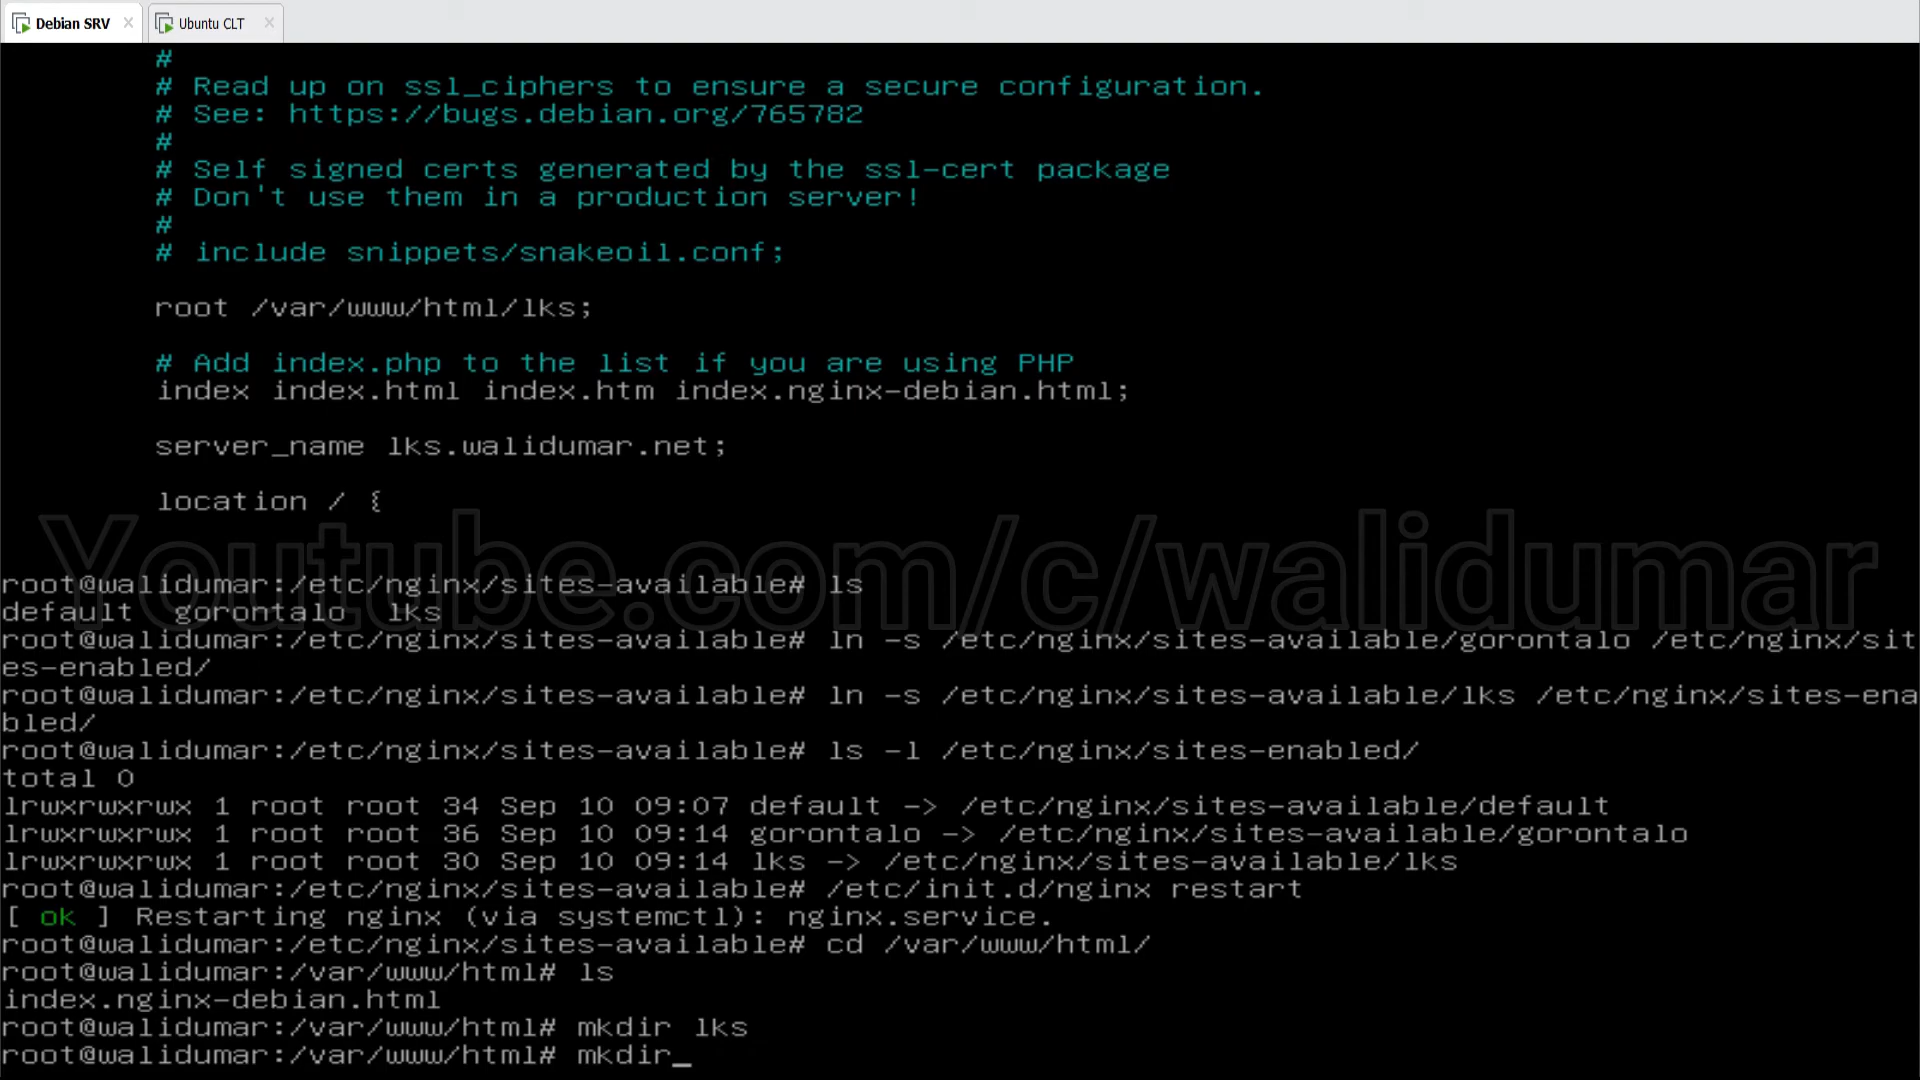 Debian SRV
Ubuntu CLT
#
# Read up on ssl_ciphers to ensure a secure configuration.
# See: https://bugs.debian.org/765782
#
# Self signed certs generated by the ssl-cert package
# Don't use them in a production server!
#
# include snippets/snakeoil.conf;
root /var/www/html/lks;
# Add index.php to the list if you are using PHP
index index.html index.htm index.nginx-debian.html;
server_name lks.walidumar.net;
location / {
Youtube.com/c/walidumar
root@walidumar:/etc/nginx/sites-available# ls
default gorontalo lks
root@walidumar:/etc/nginx/sites-available# ln -s /etc/nginx/sites-available/gorontalo /etc/nginx/sit
es-enabled/
root@walidumar:/etc/nginx/sites-available# ln -s /etc/nginx/sites-available/lks /etc/nginx/sites-ena
bled/
root@walidumar:/etc/nginx/sites-available# ls -l /etc/nginx/sites-enabled/
total 0
lrwxrwxrwx 1 root root 34 Sep 10 09:07 default -> /etc/nginx/sites-available/default
lrwxrwxrwx 1 root root 36 Sep 10 09:14 gorontalo -> /etc/nginx/sites-available/gorontalo
lrwxrwxrwx 1 root root 30 Sep 10 09:14 lks -> /etc/nginx/sites-available/lks
root@walidumar:/etc/nginx/sites-available# /etc/init.d/nginx restart
[ ok ] Restarting nginx (via systemctl): nginx.service.
root@walidumar:/etc/nginx/sites-available# cd /var/www/html/
root@walidumar:/var/www/html# ls
index.nginx-debian.html
root@walidumar:/var/www/html# mkdir lks
root@walidumar:/var/www/html# mkdir_